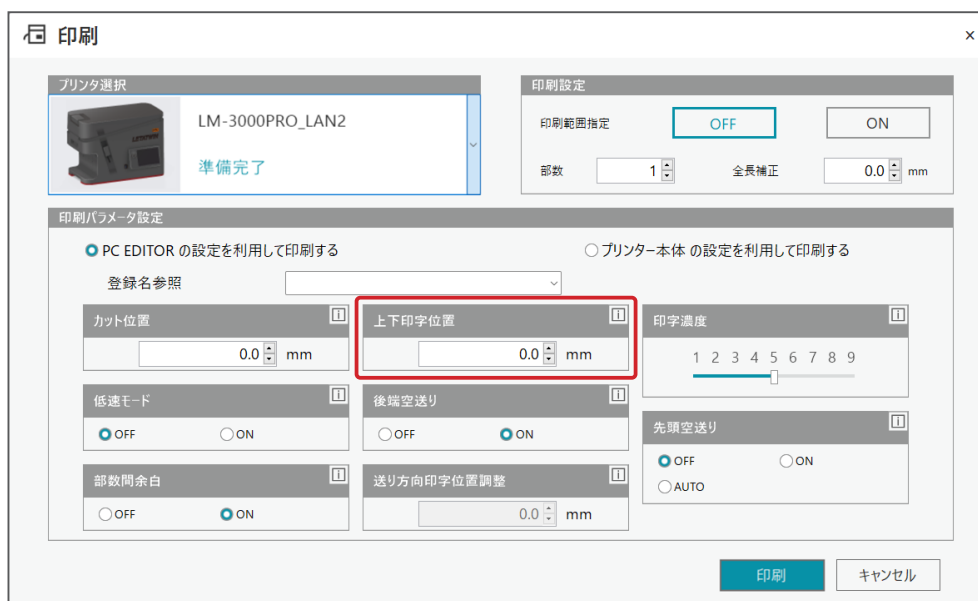 印刷
×
プリンタ選択
LM-3000PRO_LAN2
準備完了
印刷設定
印刷範囲指定 OFF ON
部数 1 全長補正 0.0 mm
印刷パラメータ設定
PC EDITOR の設定を利用して印刷する
プリンター本体 の設定を利用して印刷する
登録名参照
カット位置
0.0 mm
上下印字位置
0.0 mm
印字濃度
1 2 3 4 5 6 7 8 9
低速モード
OFF ON
後端空送り
OFF ON
先頭空送り
OFF ON
AUTO
部数間余白
OFF ON
送り方向印字位置調整
0.0 mm
印刷 キャンセル